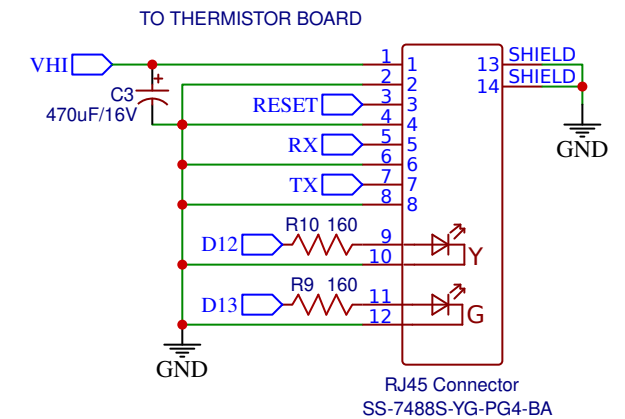 TO THERMISTOR BOARD
VHI
C3
470uF/16V
RESET
RX
TX
1 1
2 2
3 3
4 4
5 5
6 6
7 7
8 8
13 SHIELD
14 SHIELD
GND
R10 160
D12
9
10
Y
R9 160
D13
11
12
G
GND
RJ45 Connector
SS-7488S-YG-PG4-BA